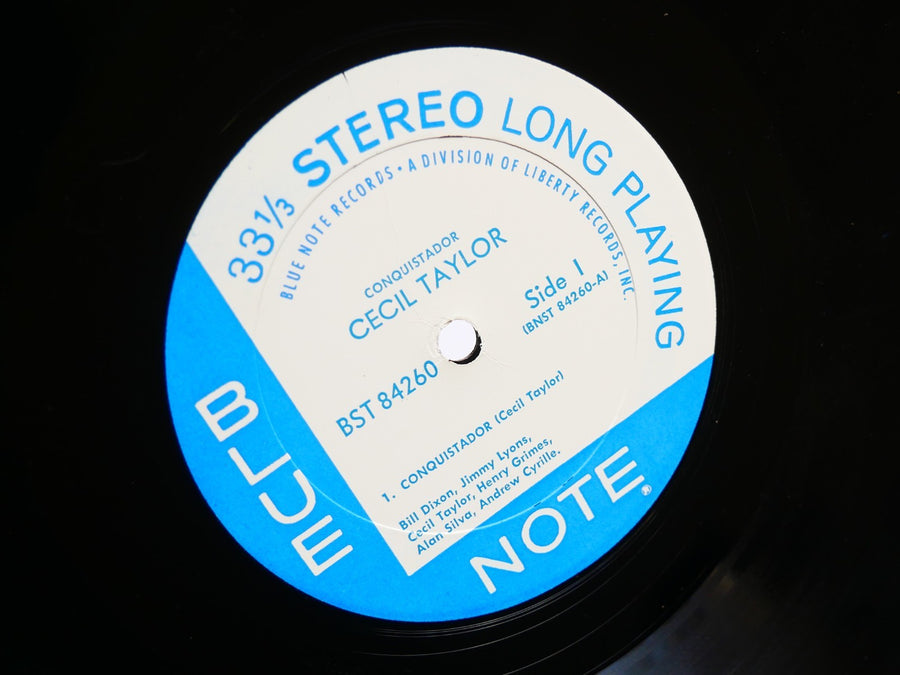 33⅓ STEREO LONG PLAYING
BLUE NOTE RECORDS • A DIVISION OF LIBERTY RECORDS, INC.
CONQUISTADOR
CECIL TAYLOR
Side 1
(BNST 84260-A)
BST 84260
1. CONQUISTADOR (Cecil Taylor)
Bill Dixon, Jimmy Lyons,
Cecil Taylor, Henry Grimes,
Alan Silva, Andrew Cyrille.
BLUE
NOTE®